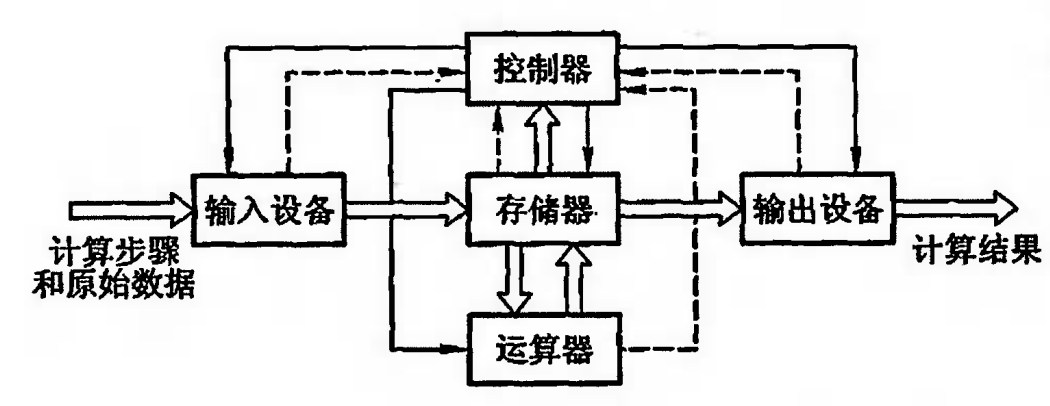 控制器
输入设备
存储器
输出设备
计算步骤
和原始数据
计算结果
运算器